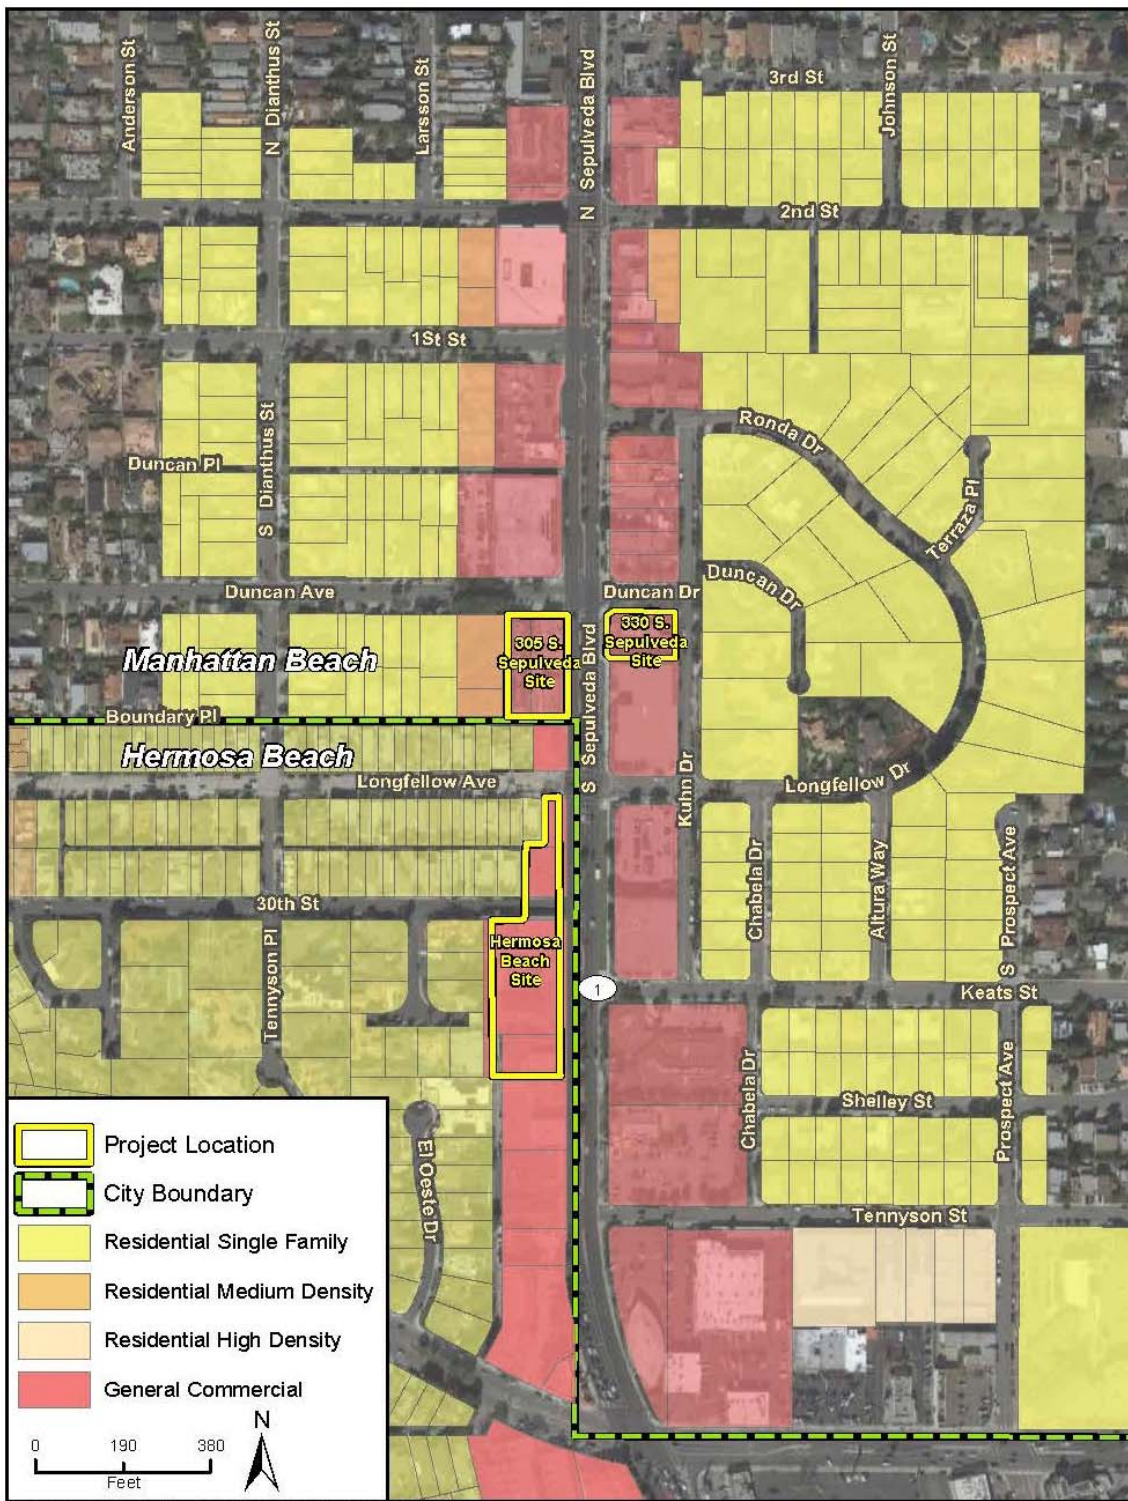 Anderson St
N Dianthus St
Larsson St
N Sepulveda Blvd
3rd St
Johnson St
2nd St
1St St
Ronda Dr
Duncan Pl
S Dianthus St
Terraza Pl
Duncan Ave
Duncan Dr
Duncan Dr
305 S.
Sepulveda
Site
330 S.
Sepulveda
Site
Manhattan Beach
S Sepulveda Blvd
Boundary Pl
Hermosa Beach
Longfellow Ave
Kuhn Dr
Longfellow Dr
Chabela Dr
Altura Way
S Prospect Ave
30th St
Tennyson Pl
Hermosa
Beach
Site
1
Keats St
Chabela Dr
Shelley St
Prospect Ave
El Oeste Dr
Tennyson St
Project Location
City Boundary
Residential Single Family
Residential Medium Density
Residential High Density
General Commercial
0 190 380
Feet
N